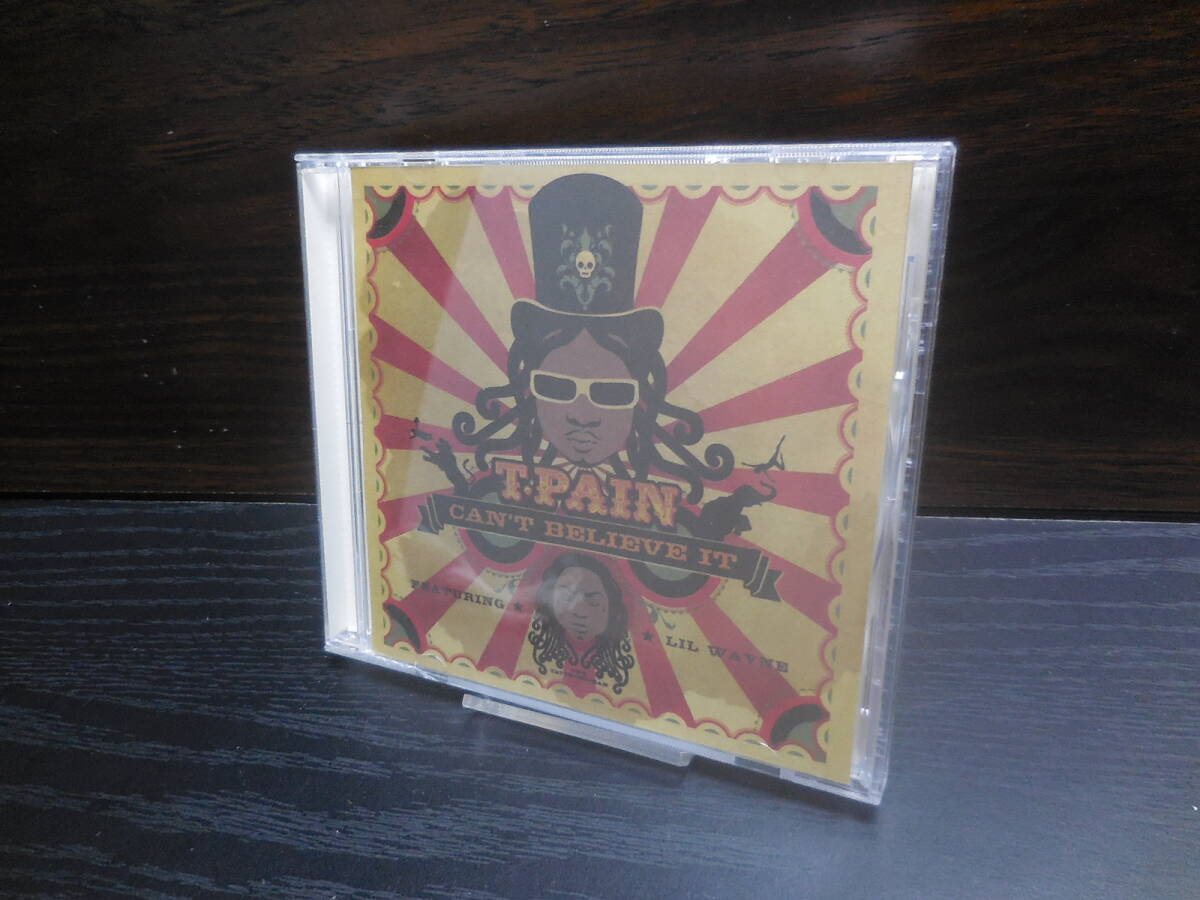 T-PAIN
CAN'T BELIEVE IT
FEATURING ★ ★ LIL WAYNE